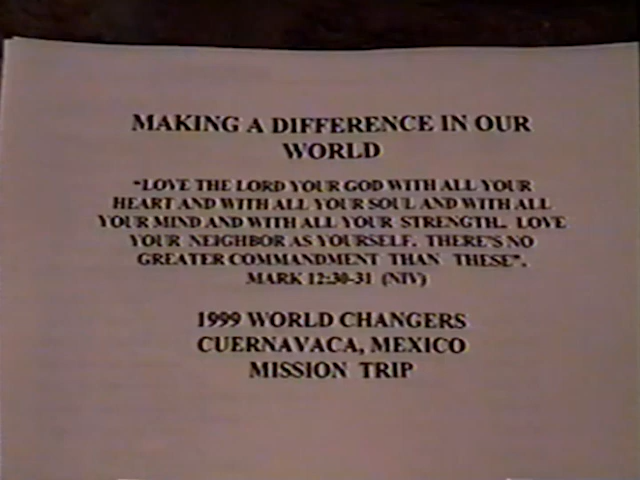 MAKING A DIFFERENCE IN OUR
WORLD
"LOVE THE LORD YOUR GOD WITH ALL YOUR
HEART AND WITH ALL YOUR SOUL AND WITH ALL
YOUR MIND AND WITH ALL YOUR STRENGTH. LOVE
YOUR NEIGHBOR AS YOURSELF. THERE'S NO
GREATER COMMANDMENT THAN THESE".
MARK 12:30-31 (NIV)
1999 WORLD CHANGERS
CUERNAVACA, MEXICO
MISSION TRIP